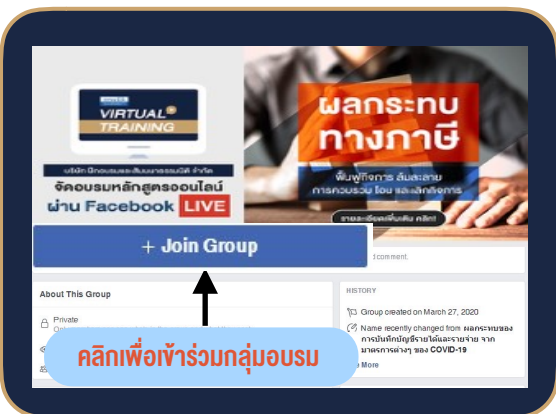 VIRTUAL
TRAINING
บริษัท ฝึกอบรมและสัมมนาธรรมนิติ จำกัด
จัดอบรมหลักสูตรออนไลน์
ผ่าน Facebook LIVE
ผลกระทบ
ทางภาษี
ฟื้นฟูกิจการ ล้มละลาย
การควบรวม โอน และเลิกกิจการ
รายละเอียดเพิ่มเติม คลิก!
+ Join Group
comment.
About This Group
Private
คลิกเพื่อเข้าร่วมกลุ่มอบรม
HISTORY
Group created on March 27, 2020
Name recently changed from ผลกระทบของ
การบันทึกบัญชีรายได้และรายจ่าย จาก
มาตรการต่างๆ ของ COVID-19
More